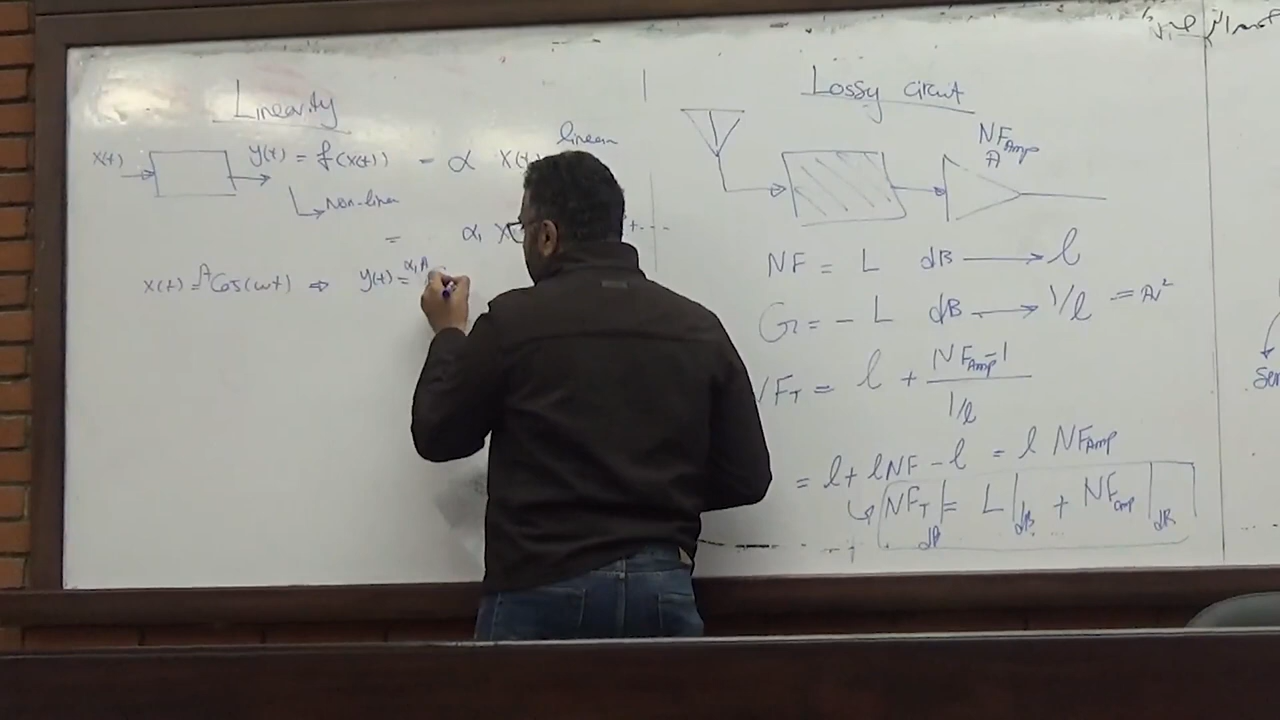 Linearity
x(t)
y(t) = f(x(t)) = α x(t)
linear
non-linear
= α₁ x
x(t) = A Cos(ωt) ⇒ y(t) = α₁A
Lossy circuit
NF_Amp
A
NF = L dB → l
G = - L dB → 1/l = Av²
NF_T = l + (NF_Amp - 1)/(1/l)
= l + lNF - l = l NF_Amp
NF_T|dB = L|dB + NF_amp|dB